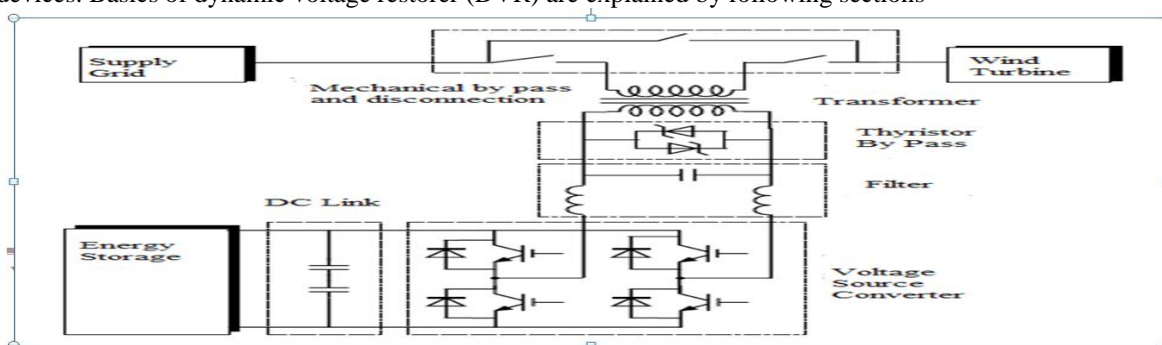 devices. Basics of dynamic voltage restorer (DVR) are explained by following sections
Supply
Grid
Wind
Turbine
Mechanical by pass
and disconnection
Transformer
Thyristor
By Pass
Filter
DC Link
Energy
Storage
Voltage
Source
Converter